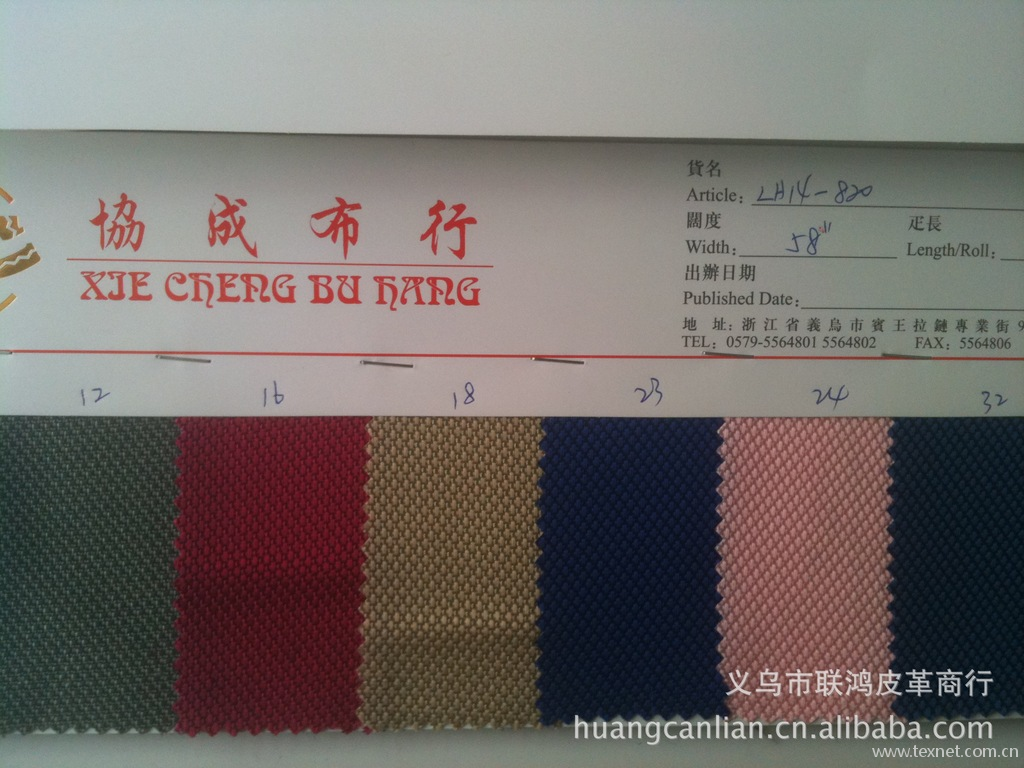 協成布行
XIE CHENG BU HANG
貨名
Article: LH14-820
闊度 疋長
Width: 58" Length/Roll:
出辦日期
Published Date:
地 址: 浙江省義烏市賓王拉鏈專業街9
TEL: 0579-5564801 5564802 FAX: 5564806
12 16 18 23 24 32
义乌市联鸿皮革商行
huangcanlian.cn.alibaba.com
www.texnet.com.cn